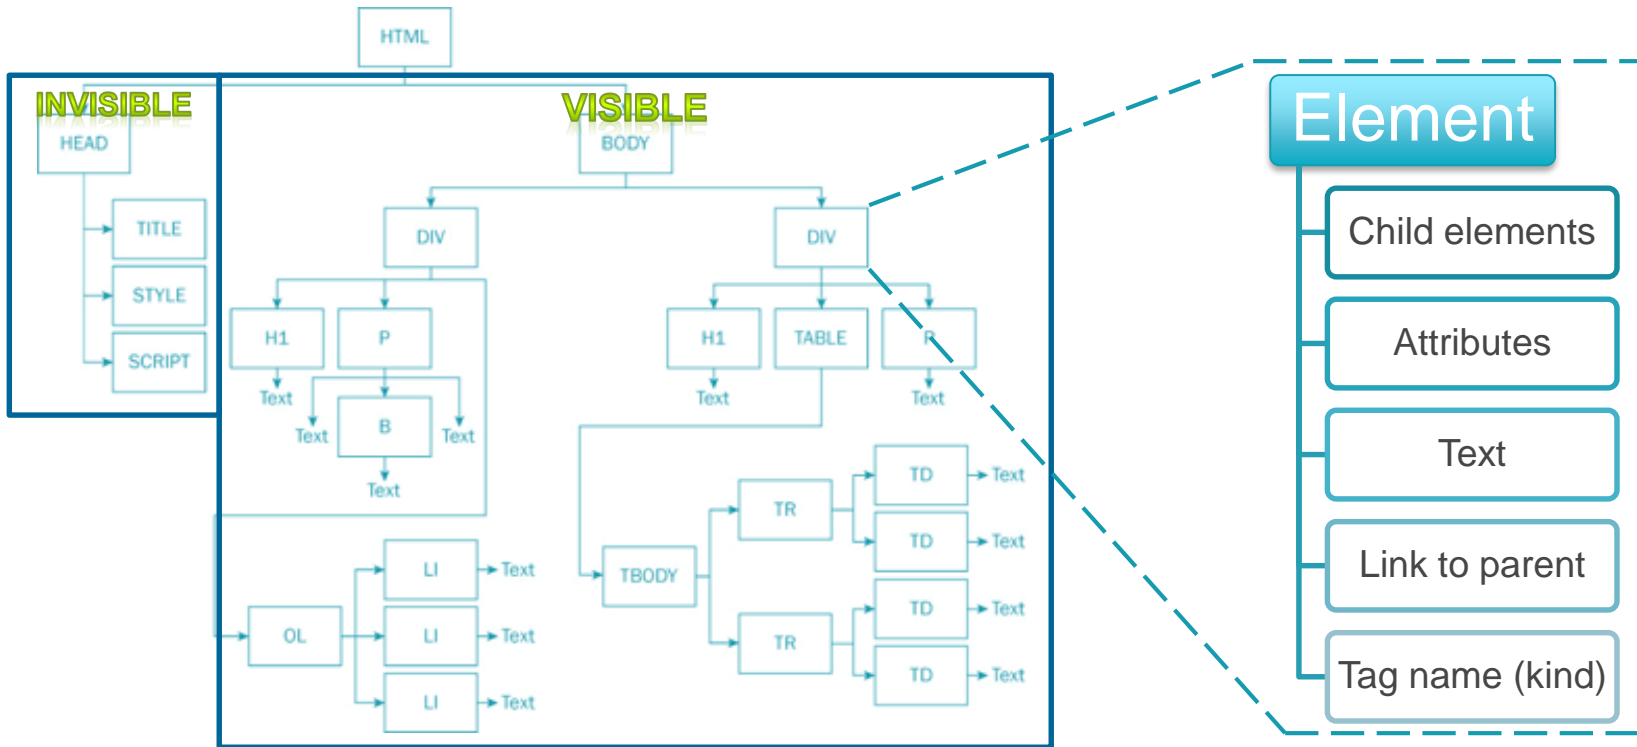 HTML
INVISIBLE
VISIBLE
HEAD
BODY
TITLE
STYLE
SCRIPT
DIV
DIV
H1
P
Text
Text
B
Text
Text
OL
LI
Text
LI
Text
LI
Text
H1
TABLE
P
Text
Text
TBODY
TR
TD
Text
TD
Text
TR
TD
Text
TD
Text
Element
Child elements
Attributes
Text
Link to parent
Tag name (kind)